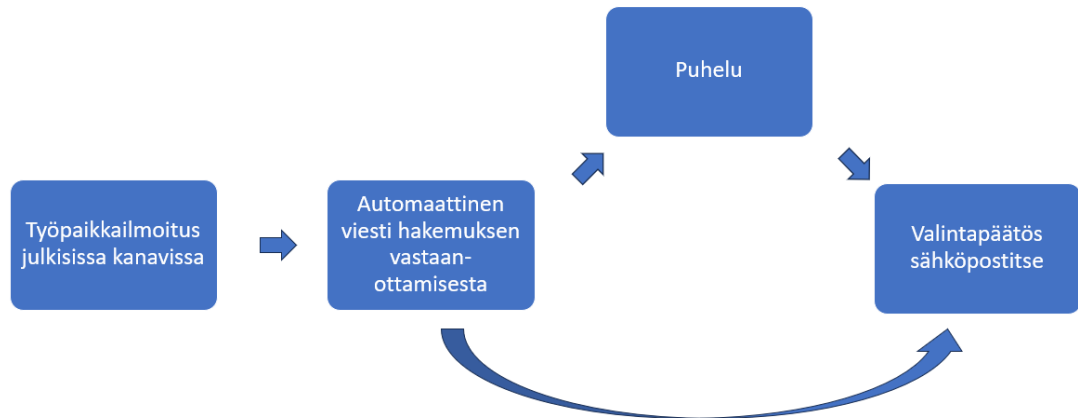 Puhelu
Työpaikkailmoitus
julkisissa kanavissa
Automaattinen
viesti hakemuksen
vastaan-
ottamisesta
Valintapäätös
sähköpostitse